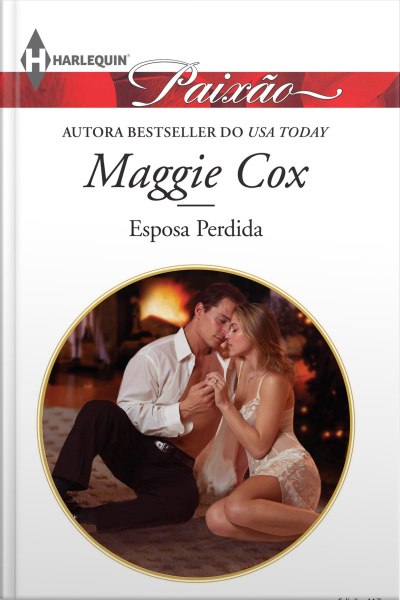 HARLEQUIN®
Paixão
AUTORA BESTSELLER DO USA TODAY
Maggie Cox
Esposa Perdida